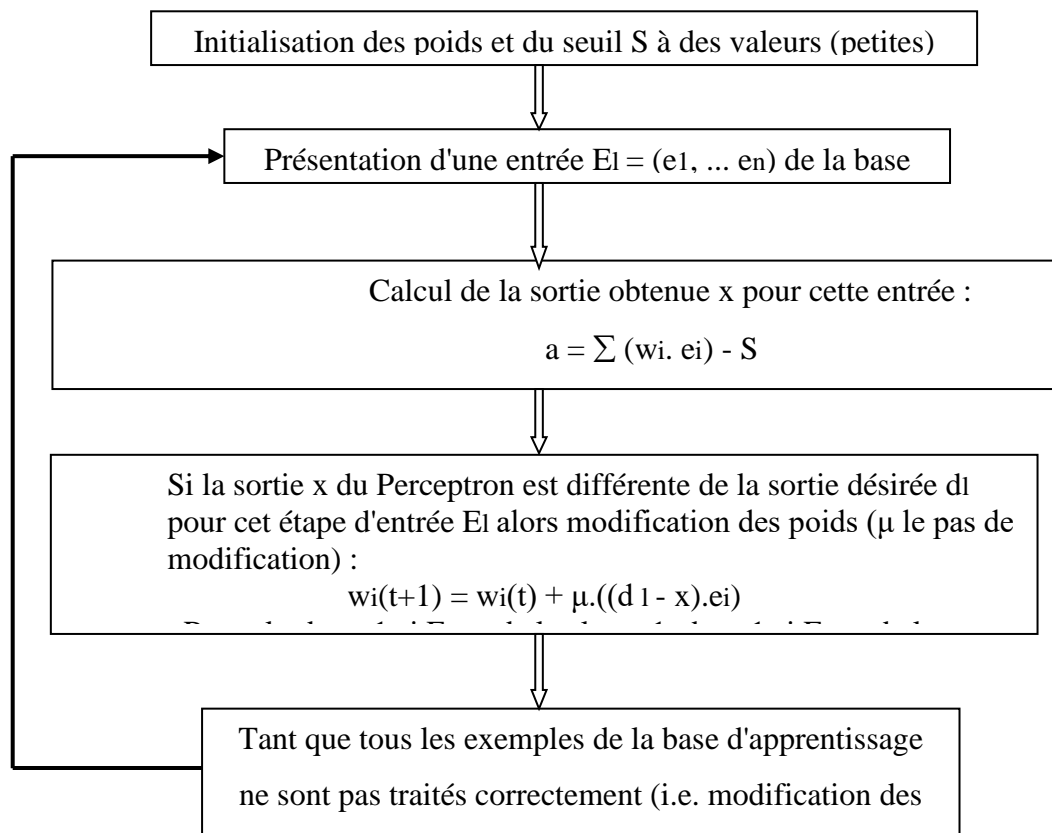 Initialisation des poids et du seuil S à des valeurs (petites)
Présentation d'une entrée El = (e1, ... en) de la base
Calcul de la sortie obtenue x pour cette entrée :
a = ∑ (wi. ei) - S
Si la sortie x du Perceptron est différente de la sortie désirée dl
pour cet étape d'entrée El alors modification des poids (μ le pas de
modification) :
wi(t+1) = wi(t) + μ.((d l - x).ei)
Tant que tous les exemples de la base d'apprentissage
ne sont pas traités correctement (i.e. modification des